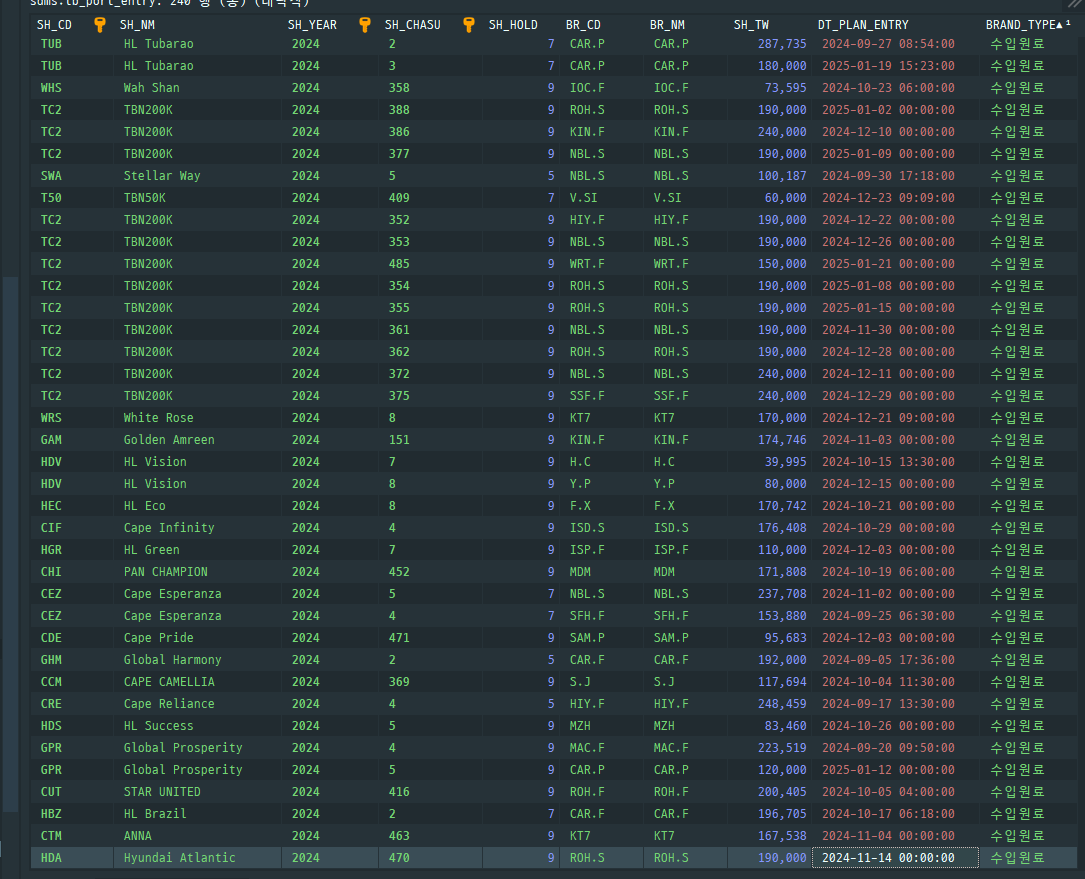 sums.tb_port_entry: 240 행 (총) (대략적)
SH_CD SH_NM SH_YEAR SH_CHASU SH_HOLD BR_CD BR_NM SH_TW DT_PLAN_ENTRY BRAND_TYPE▲¹
TUB HL Tubarao 2024 2 7 CAR.P CAR.P 287,735 2024-09-27 08:54:00 수입원료
TUB HL Tubarao 2024 3 7 CAR.P CAR.P 180,000 2025-01-19 15:23:00 수입원료
WHS Wah Shan 2024 358 9 IOC.F IOC.F 73,595 2024-10-23 06:00:00 수입원료
TC2 TBN200K 2024 388 9 ROH.S ROH.S 190,000 2025-01-02 00:00:00 수입원료
TC2 TBN200K 2024 386 9 KIN.F KIN.F 240,000 2024-12-10 00:00:00 수입원료
TC2 TBN200K 2024 377 9 NBL.S NBL.S 190,000 2025-01-09 00:00:00 수입원료
SWA Stellar Way 2024 5 5 NBL.S NBL.S 100,187 2024-09-30 17:18:00 수입원료
T50 TBN50K 2024 409 7 V.SI V.SI 60,000 2024-12-23 09:09:00 수입원료
TC2 TBN200K 2024 352 9 HIY.F HIY.F 190,000 2024-12-22 00:00:00 수입원료
TC2 TBN200K 2024 353 9 NBL.S NBL.S 190,000 2024-12-26 00:00:00 수입원료
TC2 TBN200K 2024 485 9 WRT.F WRT.F 150,000 2025-01-21 00:00:00 수입원료
TC2 TBN200K 2024 354 9 ROH.S ROH.S 190,000 2025-01-08 00:00:00 수입원료
TC2 TBN200K 2024 355 9 ROH.S ROH.S 190,000 2025-01-15 00:00:00 수입원료
TC2 TBN200K 2024 361 9 NBL.S NBL.S 190,000 2024-11-30 00:00:00 수입원료
TC2 TBN200K 2024 362 9 ROH.S ROH.S 190,000 2024-12-28 00:00:00 수입원료
TC2 TBN200K 2024 372 9 NBL.S NBL.S 240,000 2024-12-11 00:00:00 수입원료
TC2 TBN200K 2024 375 9 SSF.F SSF.F 240,000 2024-12-29 00:00:00 수입원료
WRS White Rose 2024 8 9 KT7 KT7 170,000 2024-12-21 09:00:00 수입원료
GAM Golden Amreen 2024 151 9 KIN.F KIN.F 174,746 2024-11-03 00:00:00 수입원료
HDV HL Vision 2024 7 9 H.C H.C 39,995 2024-10-15 13:30:00 수입원료
HDV HL Vision 2024 8 9 Y.P Y.P 80,000 2024-12-15 00:00:00 수입원료
HEC HL Eco 2024 8 9 F.X F.X 170,742 2024-10-21 00:00:00 수입원료
CIF Cape Infinity 2024 4 9 ISD.S ISD.S 176,408 2024-10-29 00:00:00 수입원료
HGR HL Green 2024 7 9 ISP.F ISP.F 110,000 2024-12-03 00:00:00 수입원료
CHI PAN CHAMPION 2024 452 9 MDM MDM 171,808 2024-10-19 06:00:00 수입원료
CEZ Cape Esperanza 2024 5 7 NBL.S NBL.S 237,708 2024-11-02 00:00:00 수입원료
CEZ Cape Esperanza 2024 4 7 SFH.F SFH.F 153,880 2024-09-25 06:30:00 수입원료
CDE Cape Pride 2024 471 9 SAM.P SAM.P 95,683 2024-12-03 00:00:00 수입원료
GHM Global Harmony 2024 2 5 CAR.F CAR.F 192,000 2024-09-05 17:36:00 수입원료
CCM CAPE CAMELLIA 2024 369 9 S.J S.J 117,694 2024-10-04 11:30:00 수입원료
CRE Cape Reliance 2024 4 5 HIY.F HIY.F 248,459 2024-09-17 13:30:00 수입원료
HDS HL Success 2024 5 9 MZH MZH 83,460 2024-10-26 00:00:00 수입원료
GPR Global Prosperity 2024 4 9 MAC.F MAC.F 223,519 2024-09-20 09:50:00 수입원료
GPR Global Prosperity 2024 5 9 CAR.P CAR.P 120,000 2025-01-12 00:00:00 수입원료
CUT STAR UNITED 2024 416 9 ROH.F ROH.F 200,405 2024-10-05 04:00:00 수입원료
HBZ HL Brazil 2024 2 7 CAR.F CAR.F 196,705 2024-10-17 06:18:00 수입원료
CTM ANNA 2024 463 9 KT7 KT7 167,538 2024-11-04 00:00:00 수입원료
HDA Hyundai Atlantic 2024 470 9 ROH.S ROH.S 190,000 2024-11-14 00:00:00 수입원료